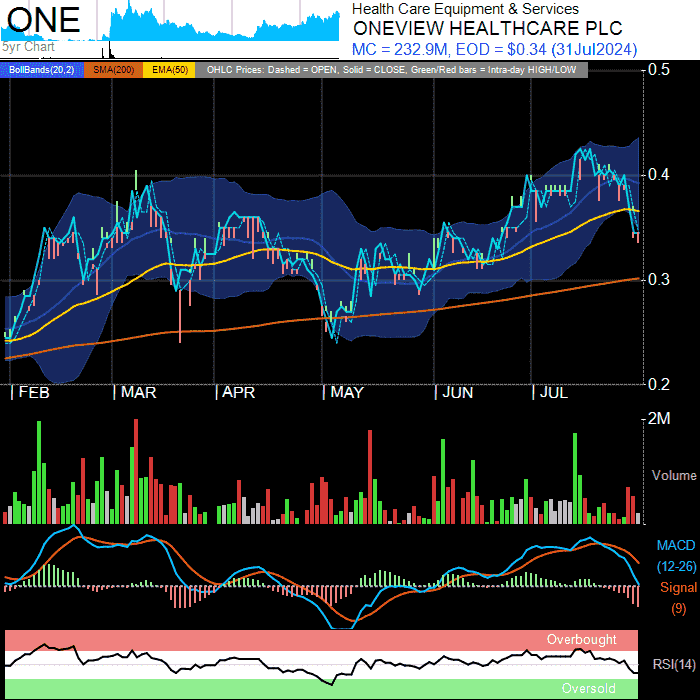 ONE
5yr Chart
Health Care Equipment & Services
ONEVIEW HEALTHCARE PLC
MC = 232.9M, EOD = $0.34 (31Jul2024)
BollBands(20,2) SMA(200) EMA(50) OHLC Prices: Dashed = OPEN, Solid = CLOSE, Green/Red bars = Intra-day HIGH/LOW
0.5
0.4
0.3
0.2
| FEB | MAR | APR | MAY | JUN | JUL
2M
Volume
MACD
(12-26)
Signal
(9)
Overbought
RSI(14)
Oversold